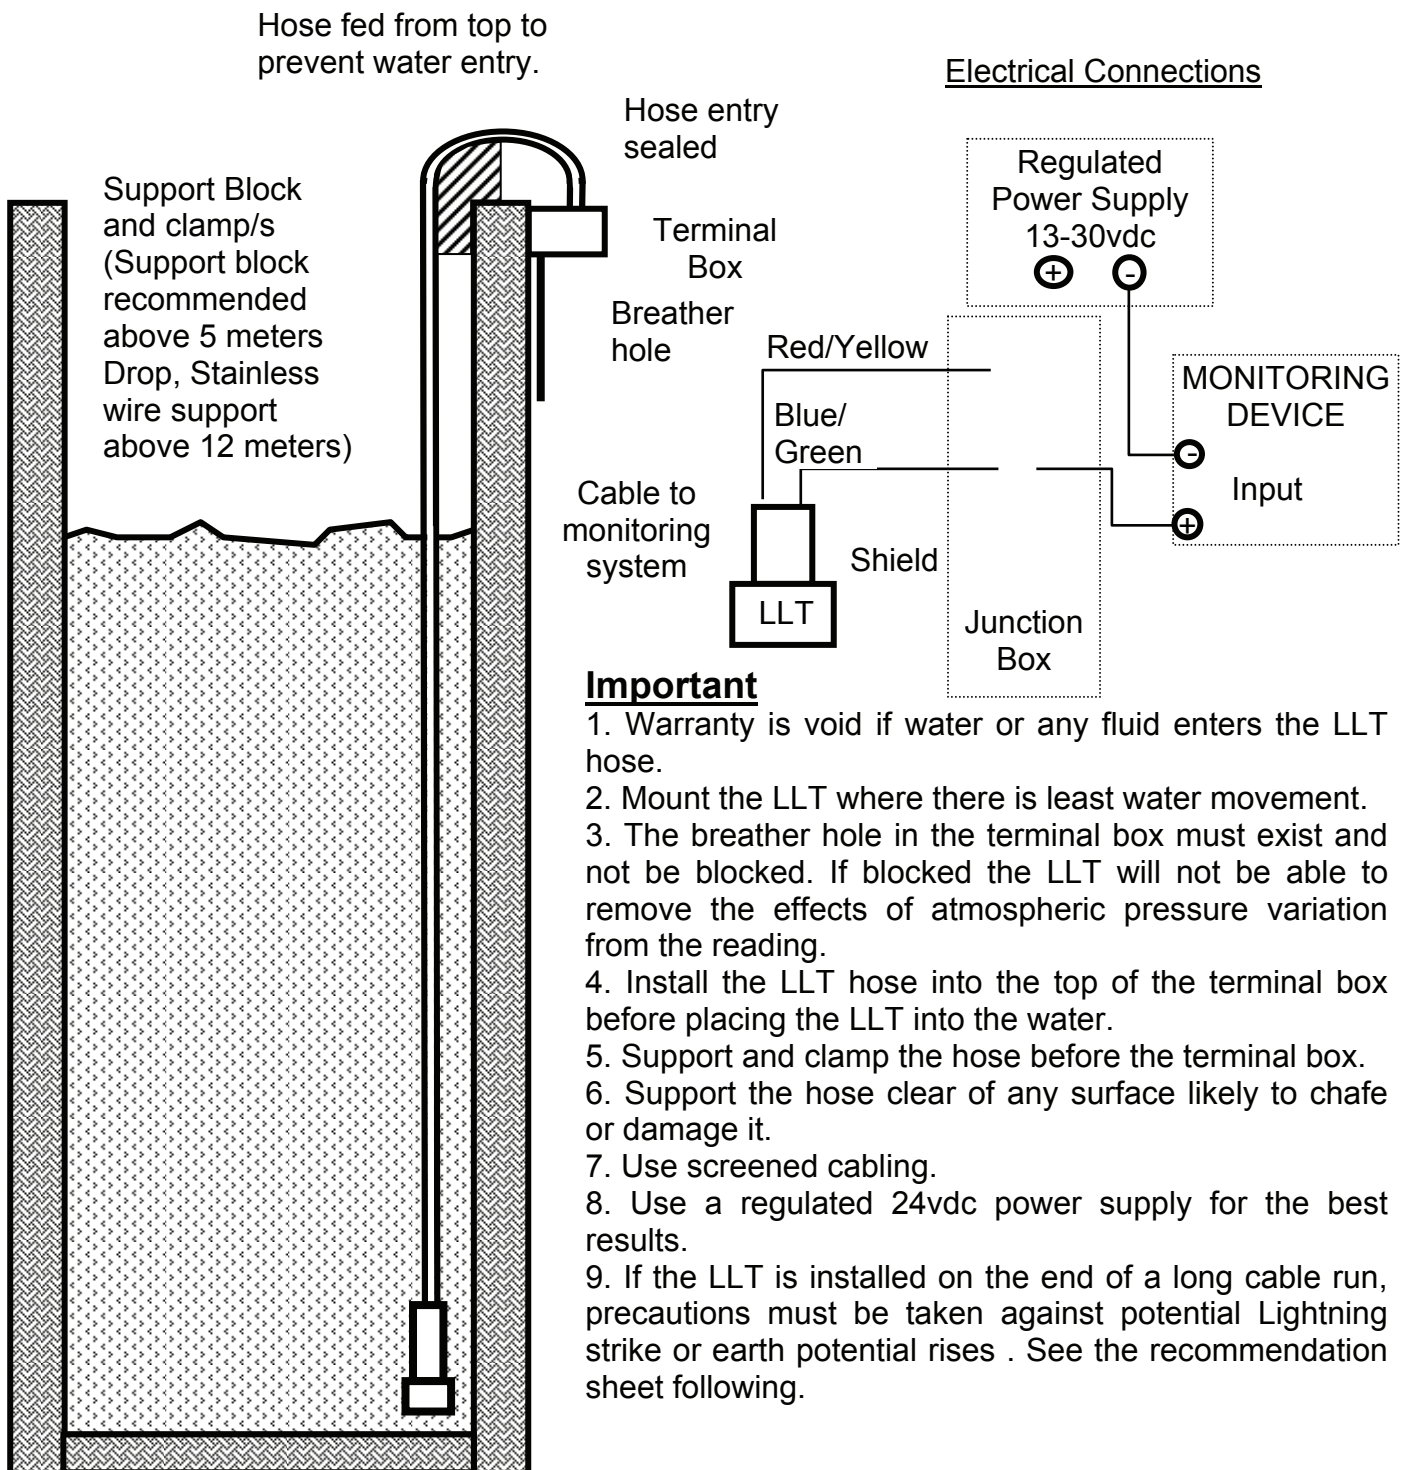 Hose fed from top to
prevent water entry.
Electrical Connections
Hose entry
sealed
Support Block
and clamp/s
(Support block
recommended
above 5 meters
Drop, Stainless
wire support
above 12 meters)
Terminal
Box
Breather
hole
Cable to
monitoring
system
Regulated
Power Supply
13-30vdc
+ -
Red/Yellow
Blue/
Green
MONITORING
DEVICE
-
Input
+
Shield
LLT
Junction
Box
Important
1. Warranty is void if water or any fluid enters the LLT
hose.
2. Mount the LLT where there is least water movement.
3. The breather hole in the terminal box must exist and
not be blocked. If blocked the LLT will not be able to
remove the effects of atmospheric pressure variation
from the reading.
4. Install the LLT hose into the top of the terminal box
before placing the LLT into the water.
5. Support and clamp the hose before the terminal box.
6. Support the hose clear of any surface likely to chafe
or damage it.
7. Use screened cabling.
8. Use a regulated 24vdc power supply for the best
results.
9. If the LLT is installed on the end of a long cable run,
precautions must be taken against potential Lightning
strike or earth potential rises . See the recommendation
sheet following.